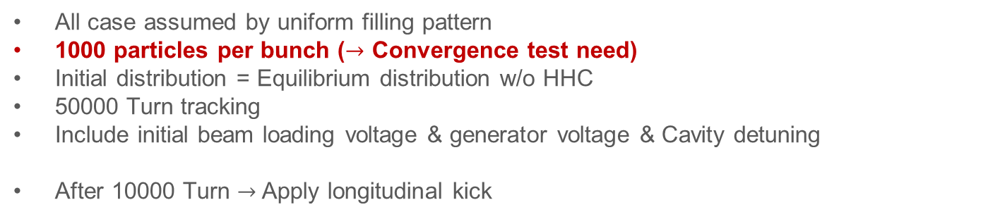 • All case assumed by uniform filling pattern
• 1000 particles per bunch (→ Convergence test need)
• Initial distribution = Equilibrium distribution w/o HHC
• 50000 Turn tracking
• Include initial beam loading voltage & generator voltage & Cavity detuning
• After 10000 Turn → Apply longitudinal kick